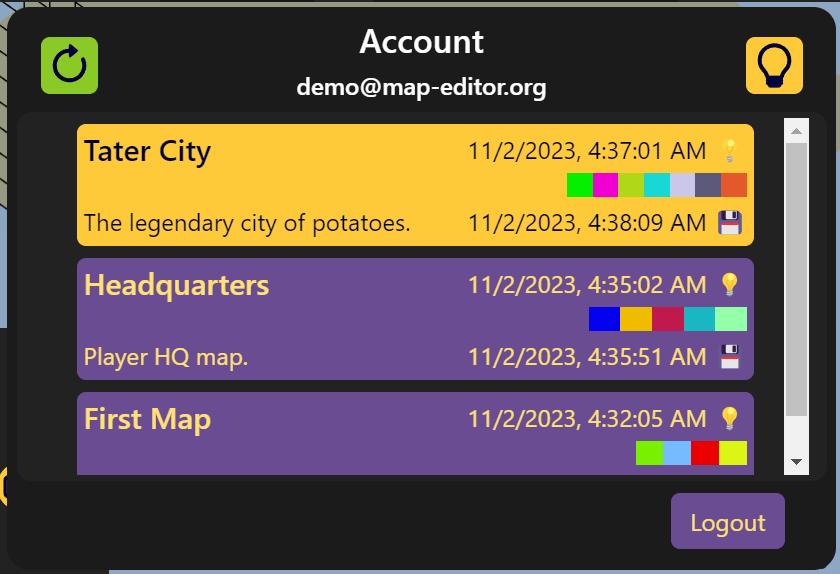 Account
demo@map-editor.org
Tater City 11/2/2023, 4:37:01 AM
The legendary city of potatoes. 11/2/2023, 4:38:09 AM
Headquarters 11/2/2023, 4:35:02 AM
Player HQ map. 11/2/2023, 4:35:51 AM
First Map 11/2/2023, 4:32:05 AM
Logout